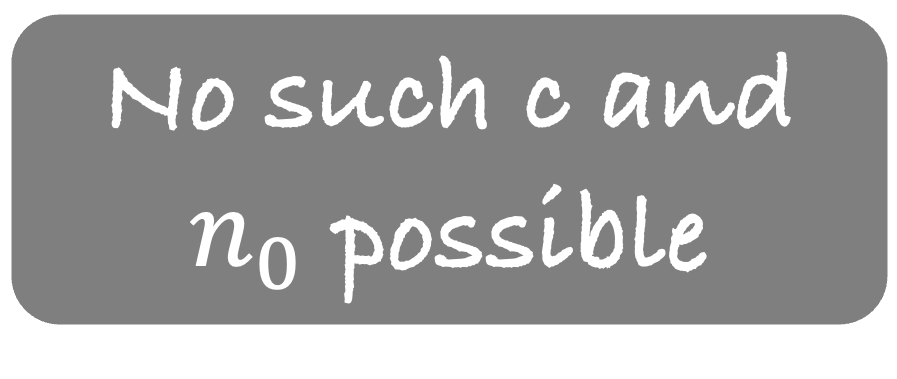 No such c and
n₀ possible